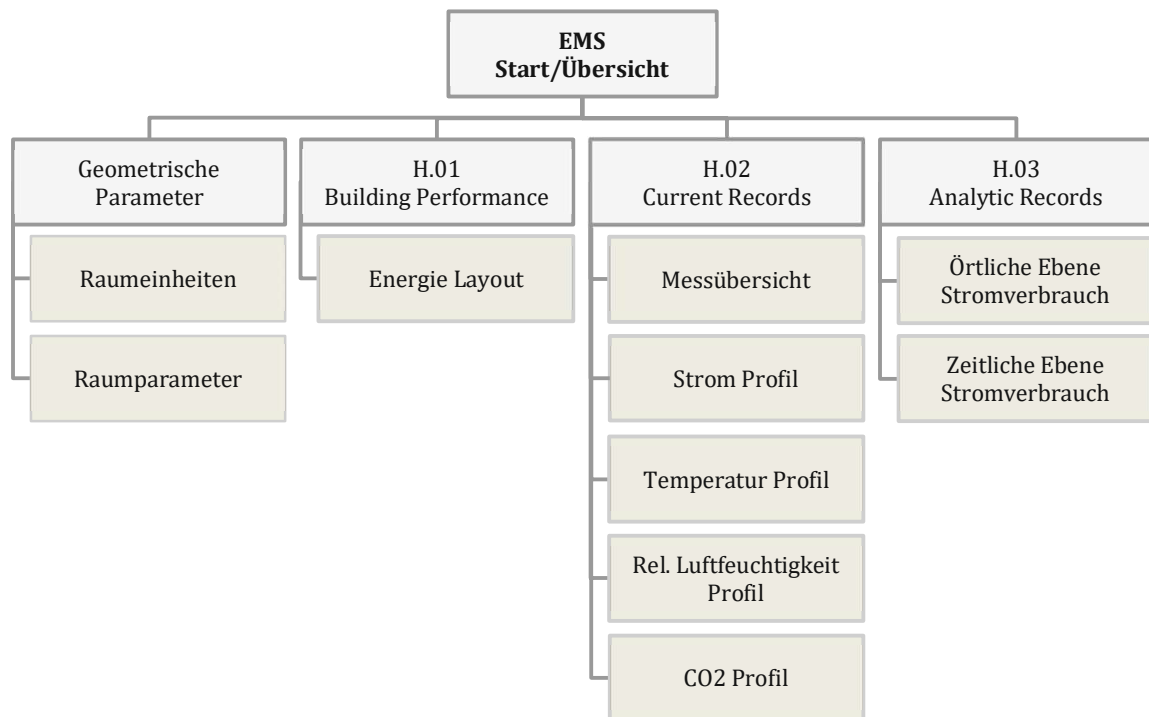 EMS
Start/Übersicht
Geometrische
Parameter
Raumeinheiten
Raumparameter
H.01
Building Performance
Energie Layout
H.02
Current Records
Messübersicht
Strom Profil
Temperatur Profil
Rel. Luftfeuchtigkeit
Profil
CO2 Profil
H.03
Analytic Records
Örtliche Ebene
Stromverbrauch
Zeitliche Ebene
Stromverbrauch